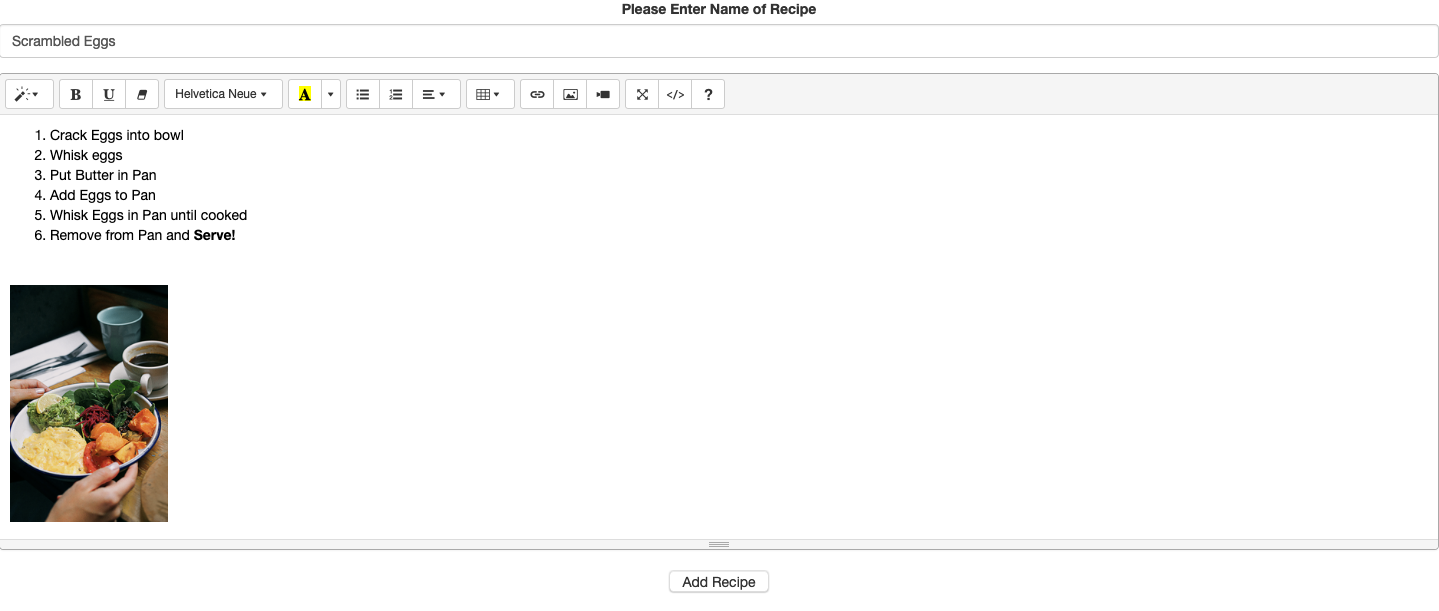 Please Enter Name of Recipe
Scrambled Eggs
B U Helvetica Neue A </> ?
1. Crack Eggs into bowl
2. Whisk eggs
3. Put Butter in Pan
4. Add Eggs to Pan
5. Whisk Eggs in Pan until cooked
6. Remove from Pan and Serve!
Add Recipe